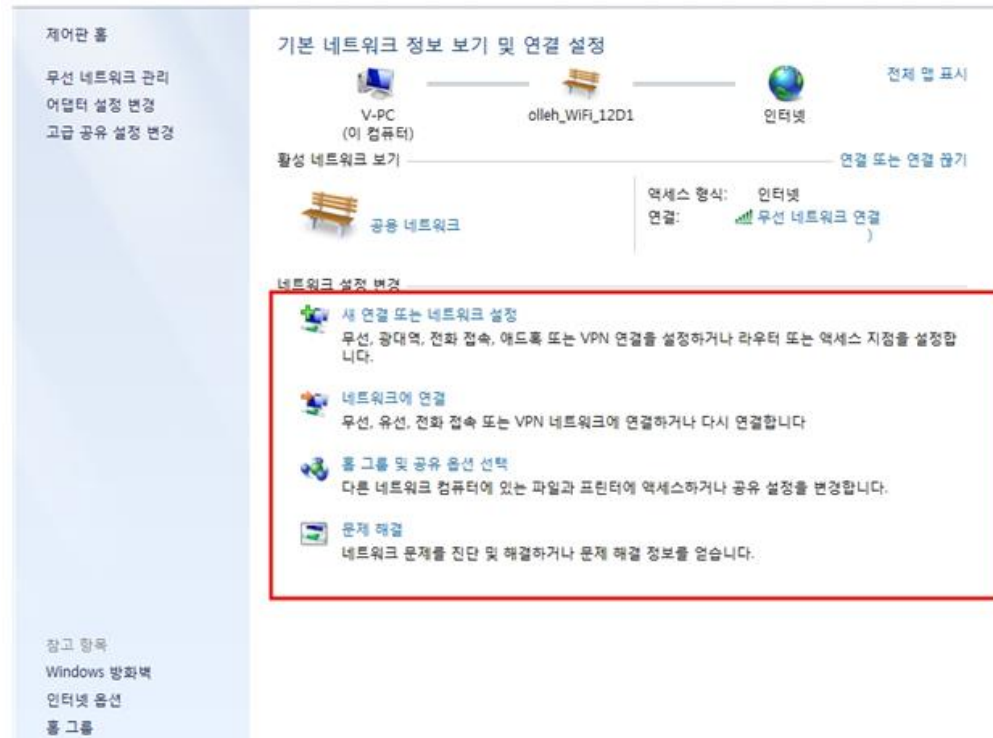 제어판 홈
무선 네트워크 관리
어댑터 설정 변경
고급 공유 설정 변경
기본 네트워크 정보 보기 및 연결 설정
전체 맵 표시
V-PC
(이 컴퓨터)
olleh_WiFi_12D1
인터넷
활성 네트워크 보기
연결 또는 연결 끊기
공용 네트워크
액세스 형식: 인터넷
연결: 무선 네트워크 연결
)
네트워크 설정 변경
새 연결 또는 네트워크 설정
무선, 광대역, 전화 접속, 애드혹 또는 VPN 연결을 설정하거나 라우터 또는 액세스 지점을 설정합
니다.
네트워크에 연결
무선, 유선, 전화 접속 또는 VPN 네트워크에 연결하거나 다시 연결합니다
홈 그룹 및 공유 옵션 선택
다른 네트워크 컴퓨터에 있는 파일과 프린터에 액세스하거나 공유 설정을 변경합니다.
문제 해결
네트워크 문제를 진단 및 해결하거나 문제 해결 정보를 얻습니다.
참고 항목
Windows 방화벽
인터넷 옵션
홈 그룹